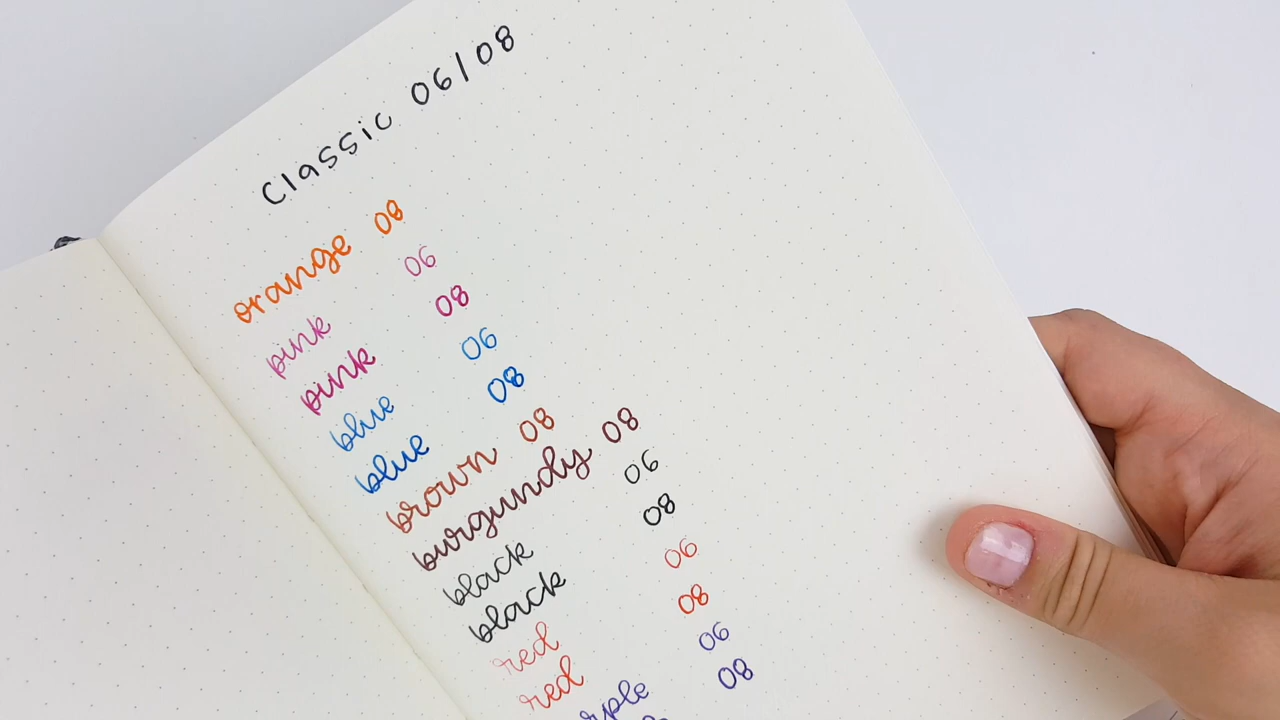 Classic 06/08
orange 08
pink 06
pink 08
blue 06
blue 08
brown 08
burgundy 08
black 06
black 08
red 06
red 08
06
08